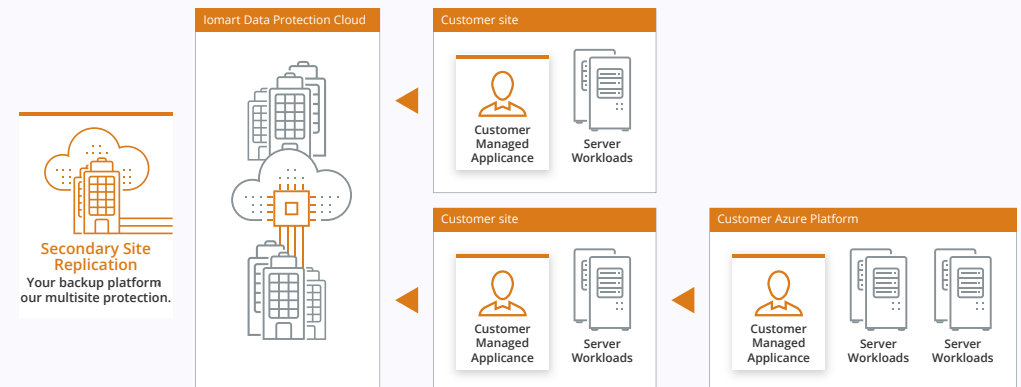 Iomart Data Protection Cloud
Customer site
Customer
Managed
Applicance
Server
Workloads
Secondary Site
Replication
Your backup platform
our multisite protection.
Customer site
Customer
Managed
Applicance
Server
Workloads
Customer Azure Platform
Customer
Managed
Applicance
Server
Workloads
Server
Workloads